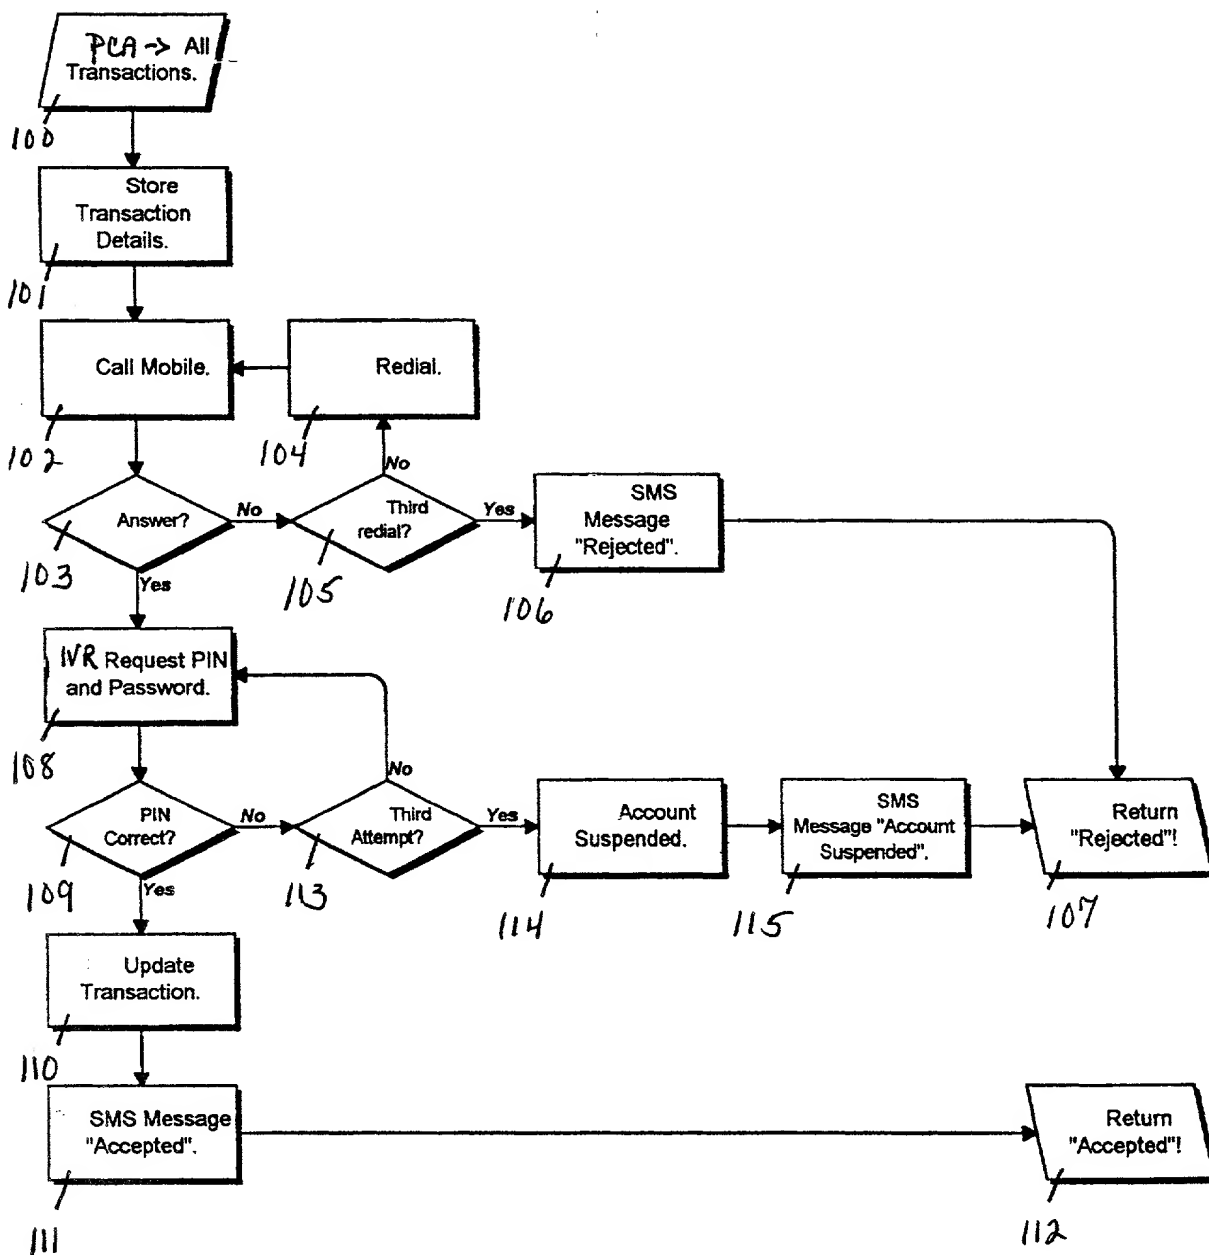 PCA -> All
Transactions.
100
Store
Transaction
Details.
101
Call Mobile.
Redial.
102
104
No
Answer?
No
Third
redial?
Yes
SMS
Message
"Rejected".
103
Yes
105
106
IVR Request PIN
and Password.
108
No
PIN
Correct?
No
Third
Attempt?
Yes
Account
Suspended.
SMS
Message "Account
Suspended".
Return
"Rejected"!
109
Yes
113
114
115
107
Update
Transaction.
110
SMS Message
"Accepted".
Return
"Accepted"!
111
112